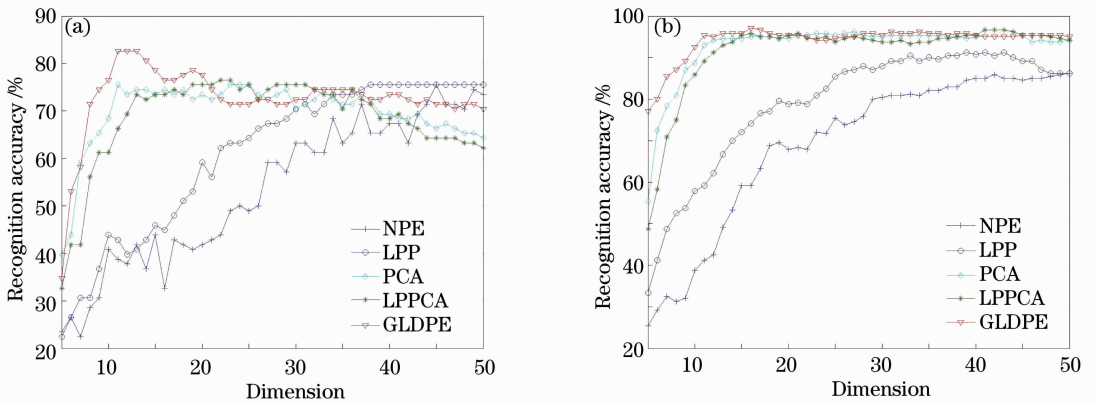 (a)
Recognition accuracy /%
90
80
70
60
50
40
30
20
10
20
30
40
50
Dimension
NPE
LPP
PCA
LPPCA
GLDPE
(b)
Recognition accuracy /%
100
80
60
40
20
10
20
30
40
50
Dimension
NPE
LPP
PCA
LPPCA
GLDPE